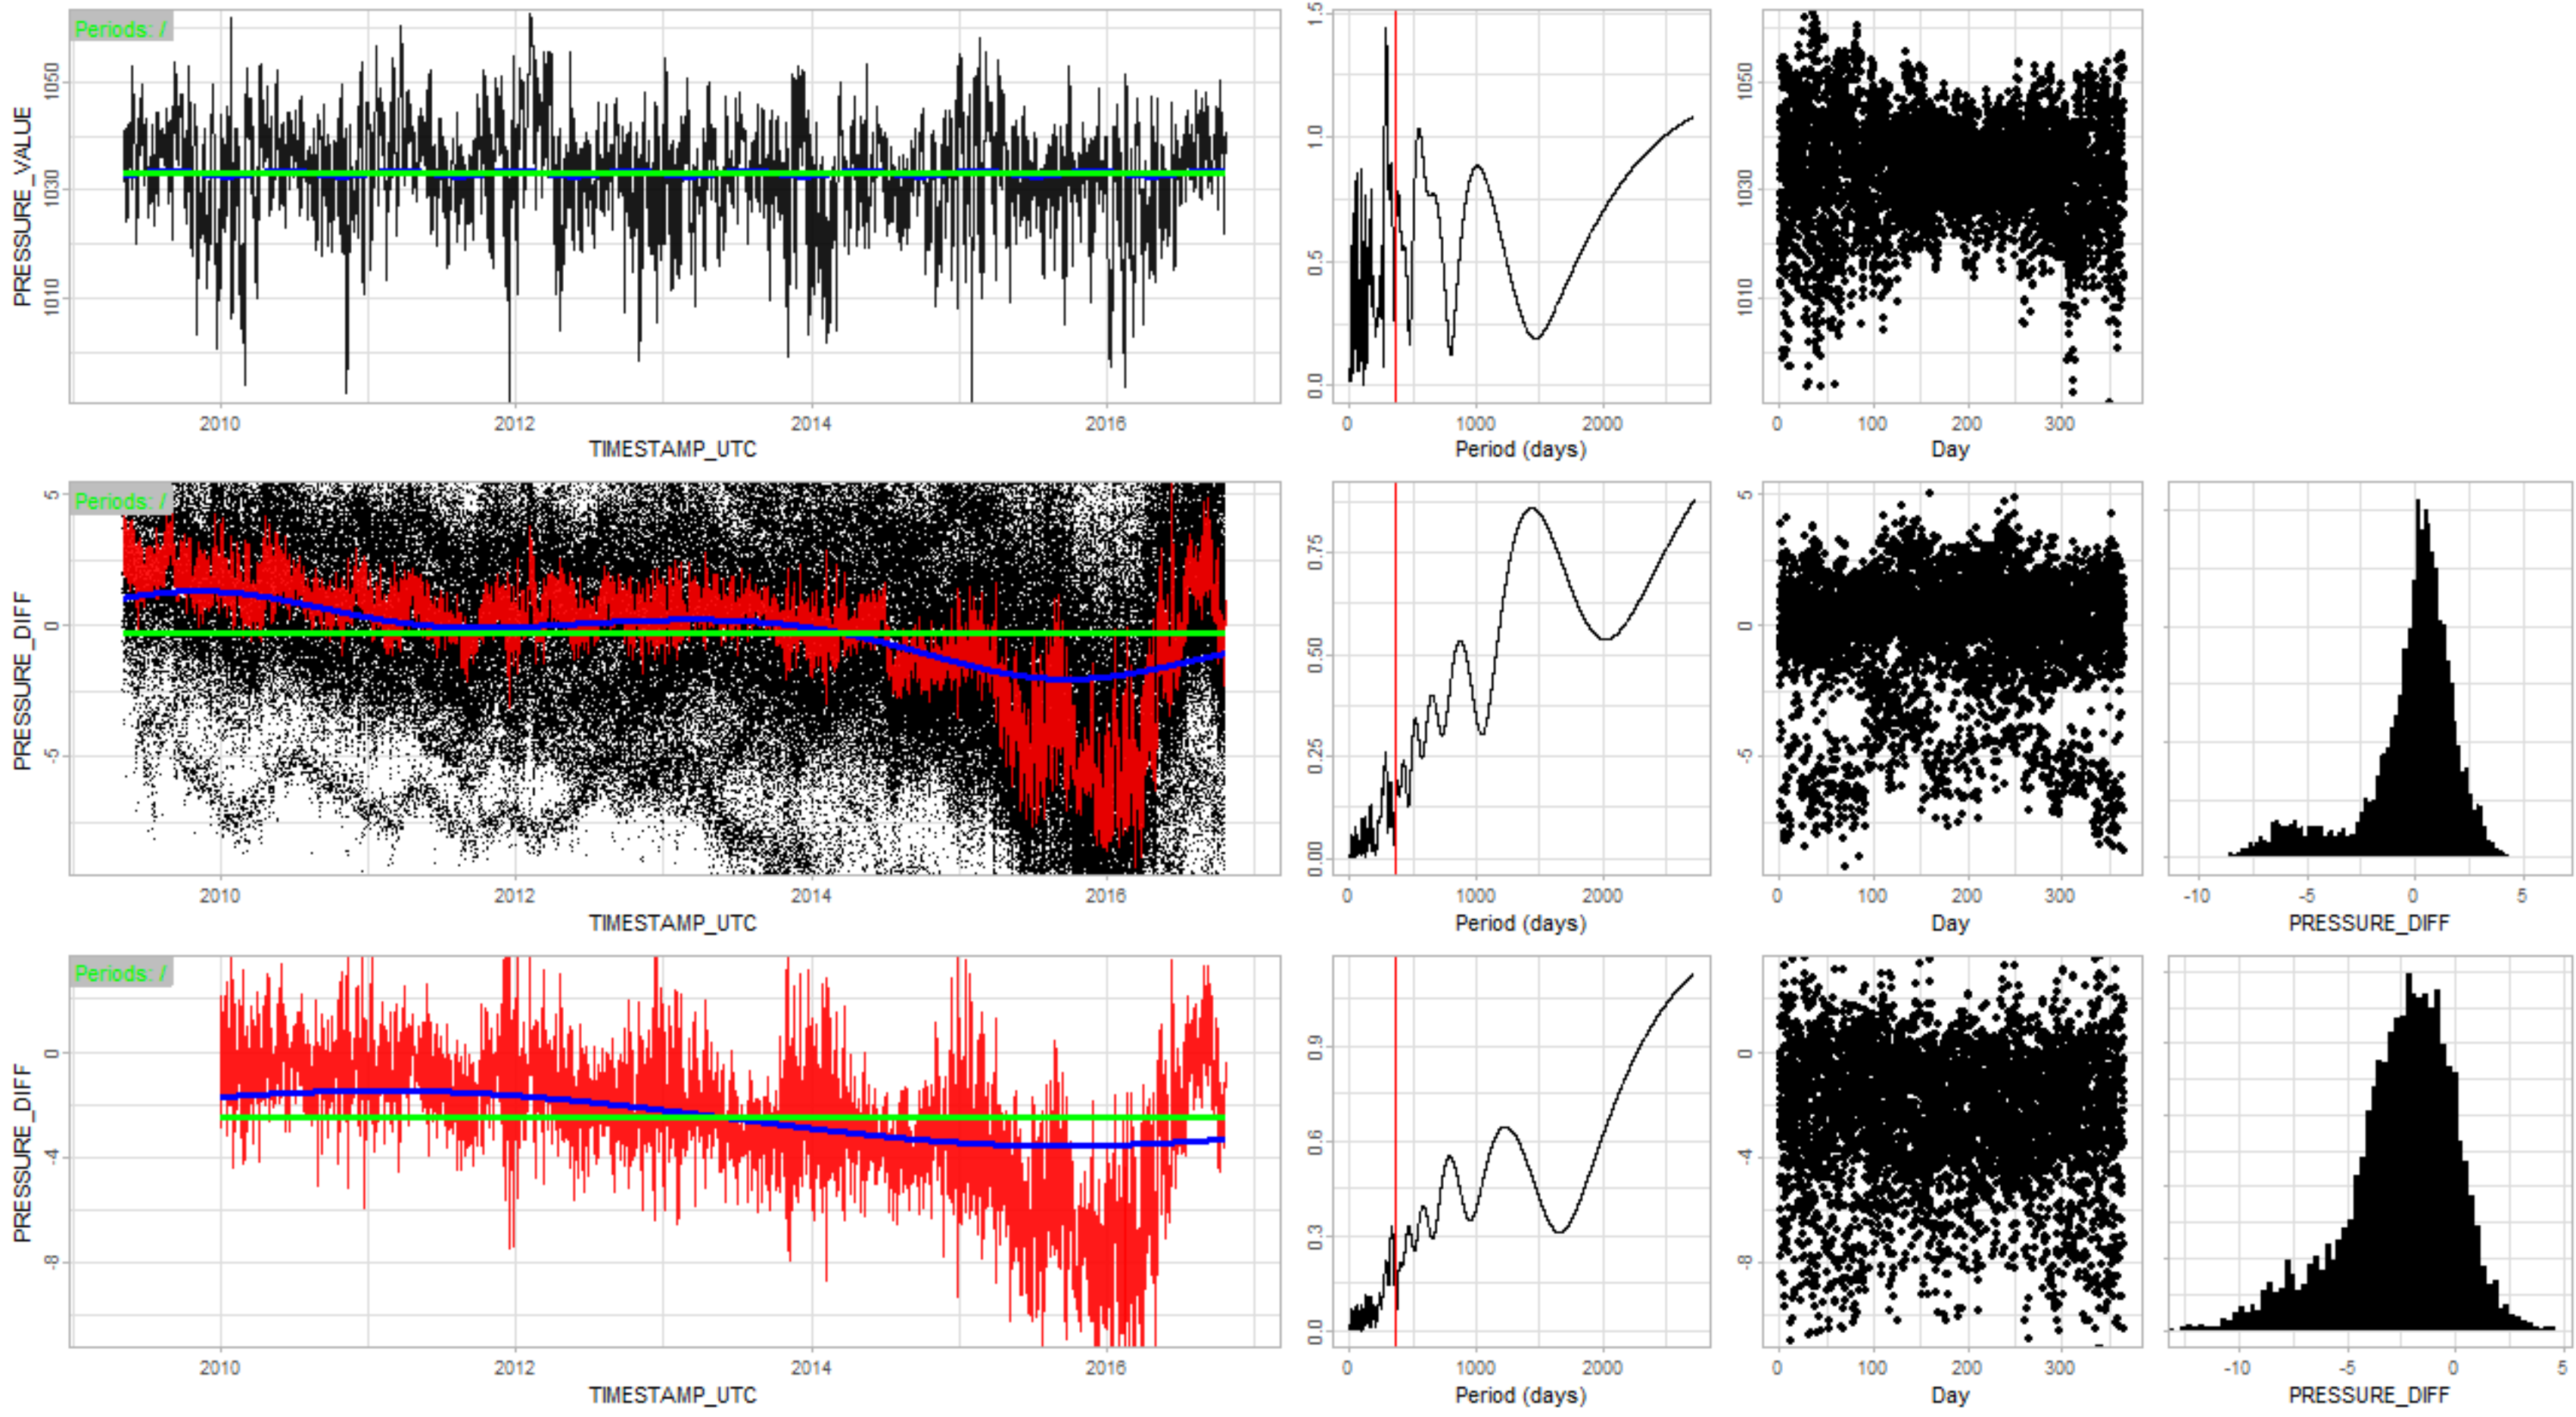 Periods: /
PRESSURE_VALUE
1050
1030
1010
2010 2012 2014 2016
TIMESTAMP_UTC
1.5
1.0
0.5
0.0
0 1000 2000
Period (days)
1050
1030
1010
0 100 200 300
Day
Periods: /
PRESSURE_DIFF
5
0
-5
2010 2012 2014 2016
TIMESTAMP_UTC
0.75
0.50
0.25
0.00
0 1000 2000
Period (days)
5
0
-5
0 100 200 300
Day
-10 -5 0 5
PRESSURE_DIFF
Periods: /
PRESSURE_DIFF
0
-4
-8
2010 2012 2014 2016
TIMESTAMP_UTC
0.9
0.6
0.3
0.0
0 1000 2000
Period (days)
0
-4
-8
0 100 200 300
Day
-10 -5 0 5
PRESSURE_DIFF